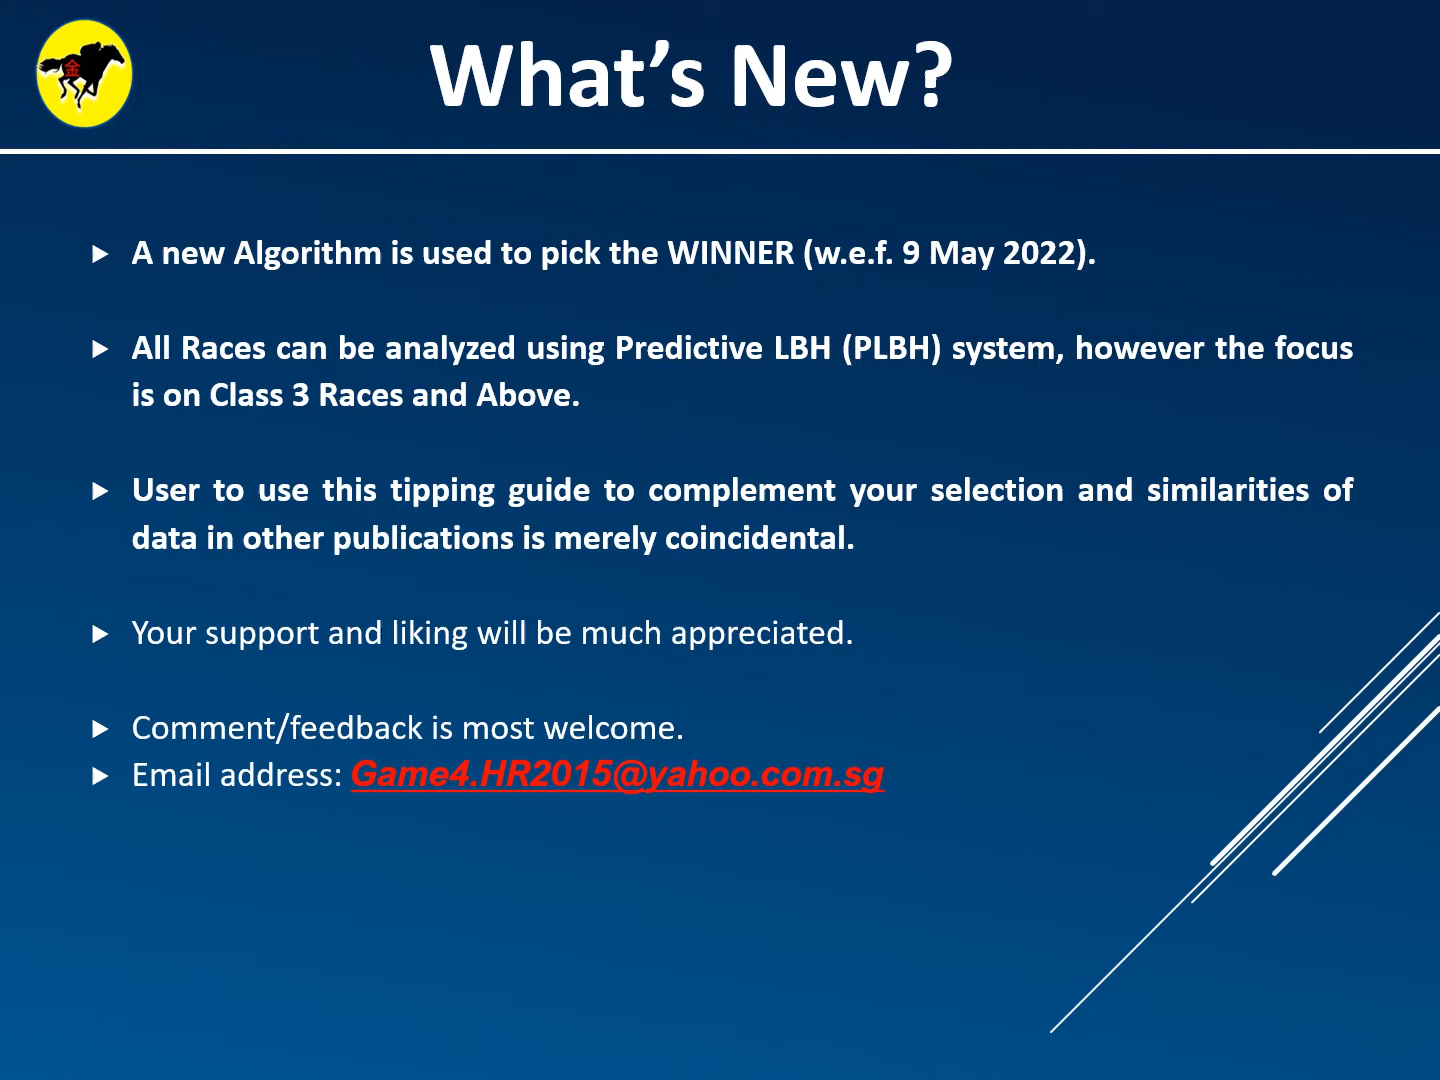 金
What’s New?
A new Algorithm is used to pick the WINNER (w.e.f. 9 May 2022).
All Races can be analyzed using Predictive LBH (PLBH) system, however the focus
is on Class 3 Races and Above.
User to use this tipping guide to complement your selection and similarities of
data in other publications is merely coincidental.
Your support and liking will be much appreciated.
Comment/feedback is most welcome.
Email address: Game4.HR2015@yahoo.com.sg